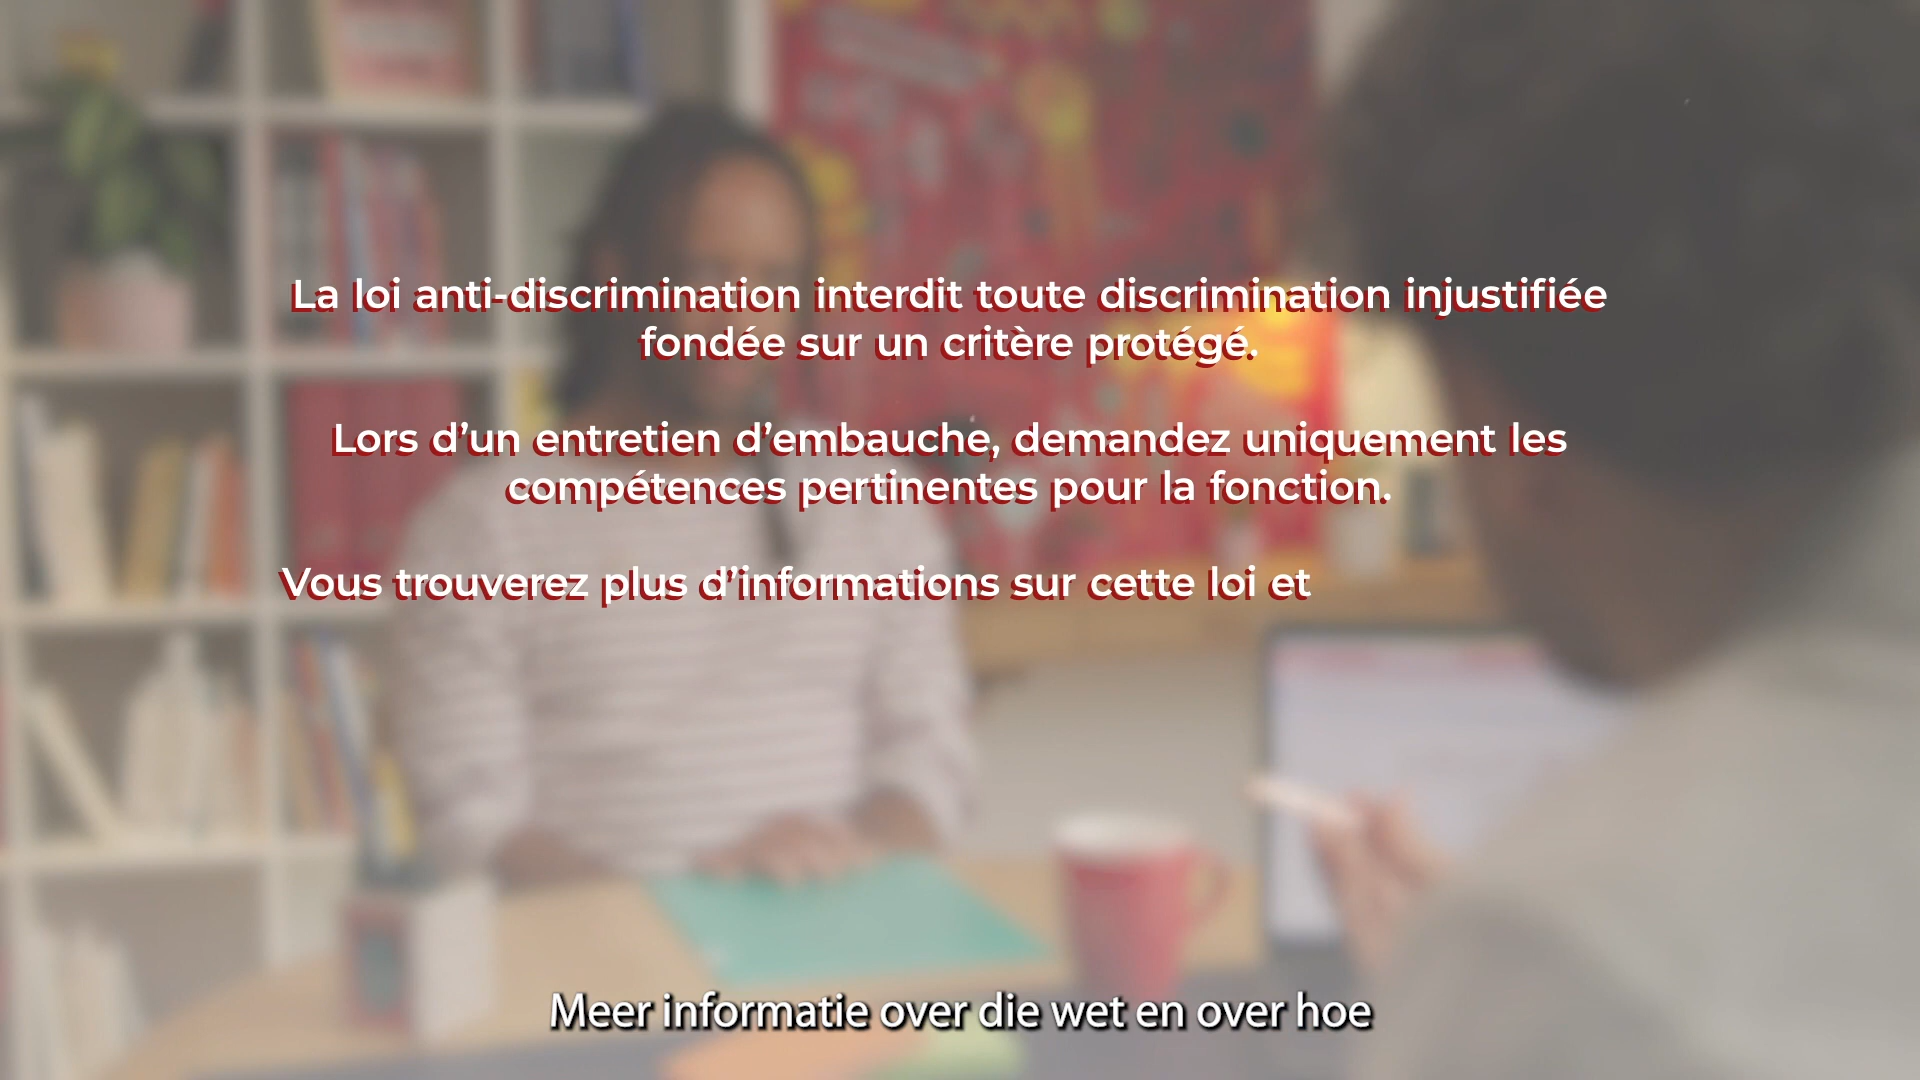 La loi anti-discrimination interdit toute discrimination injustifiée
fondée sur un critère protégé.
Lors d’un entretien d’embauche, demandez uniquement les
compétences pertinentes pour la fonction.
Vous trouverez plus d’informations sur cette loi et
Meer informatie over die wet en over hoe